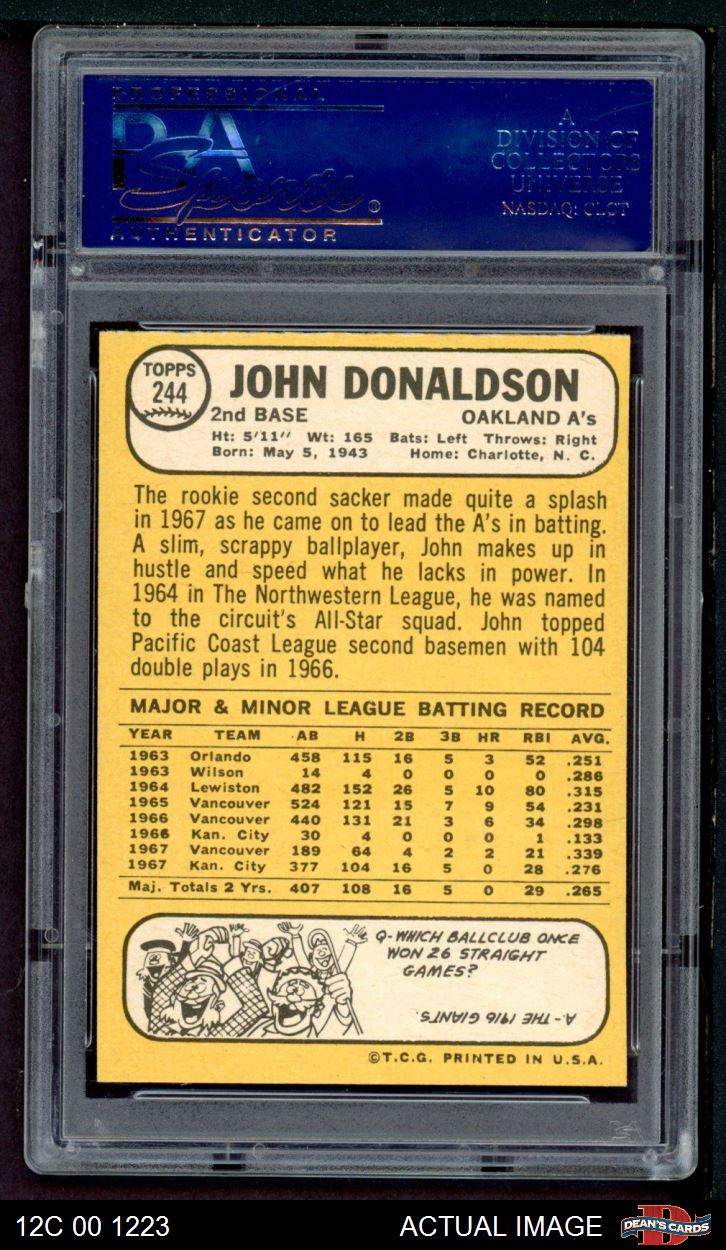 PROFESSIONAL
PSA
Sports ®
AUTHENTICATOR
A
DIVISION OF
COLLECTORS
UNIVERSE
NASDAQ: CLCT
TOPPS
244
JOHN DONALDSON
2nd BASE OAKLAND A's
Ht: 5'11" Wt: 165 Bats: Left Throws: Right
Born: May 5, 1943 Home: Charlotte, N. C.
The rookie second sacker made quite a splash
in 1967 as he came on to lead the A's in batting.
A slim, scrappy ballplayer, John makes up in
hustle and speed what he lacks in power. In
1964 in The Northwestern League, he was named
to the circuit's All-Star squad. John topped
Pacific Coast League second basemen with 104
double plays in 1966.
MAJOR & MINOR LEAGUE BATTING RECORD
YEAR TEAM AB H 2B 3B HR RBI AVG.
1963 Orlando 458 115 16 5 3 52 .251
1963 Wilson 14 4 0 0 0 0 .286
1964 Lewiston 482 152 26 5 10 80 .315
1965 Vancouver 524 121 15 7 9 54 .231
1966 Vancouver 440 131 21 3 6 34 .298
1966 Kan. City 30 4 0 0 0 1 .133
1967 Vancouver 189 64 4 2 2 21 .339
1967 Kan. City 377 104 16 5 0 28 .276
Maj. Totals 2 Yrs. 407 108 16 5 0 29 .265
Q-WHICH BALLCLUB ONCE
WON 26 STRAIGHT
GAMES?
A.- THE 1916 GIANTS.
©T.C.G. PRINTED IN U.S.A.
PSA
12C 00 1223 ACTUAL IMAGE
DEAN'S CARDS